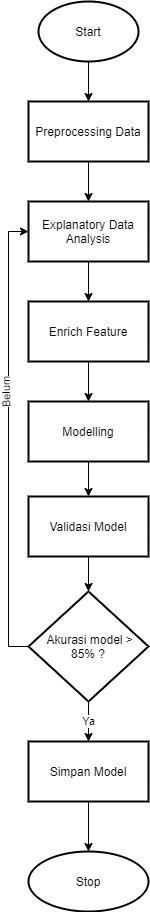 Start
Preprocessing Data
Explanatory Data
Analysis
Enrich Feature
Modelling
Validasi Model
Belum
Akurasi model >
85% ?
Ya
Simpan Model
Stop